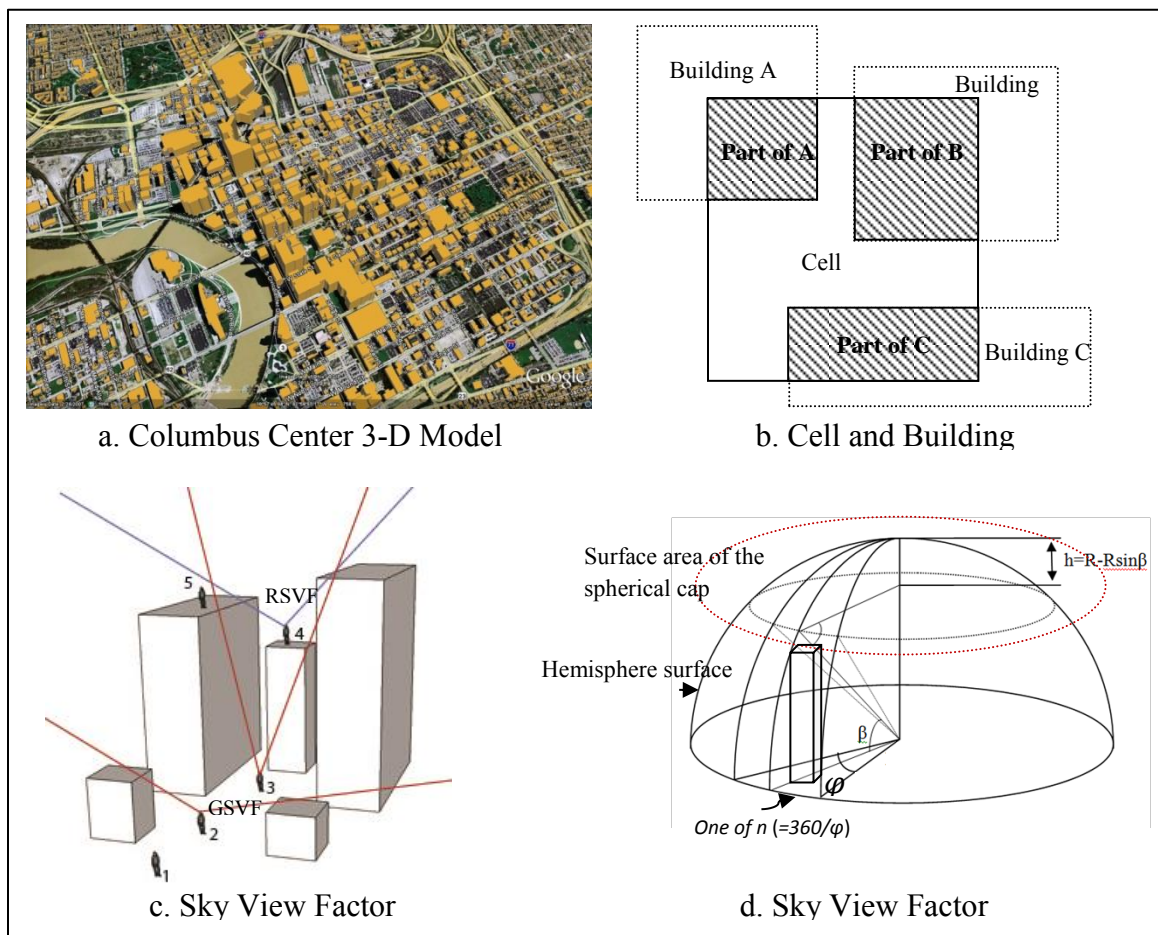 Google
a. Columbus Center 3-D Model
Building A
Building
Part of A
Part of B
Cell
Part of C
Building C
b. Cell and Building
5
RSVF
4
3
GSVF
2
1
c. Sky View Factor
Surface area of the
spherical cap
h=R-Rsinβ
Hemisphere surface
β
φ
One of n (=360/φ)
d. Sky View Factor